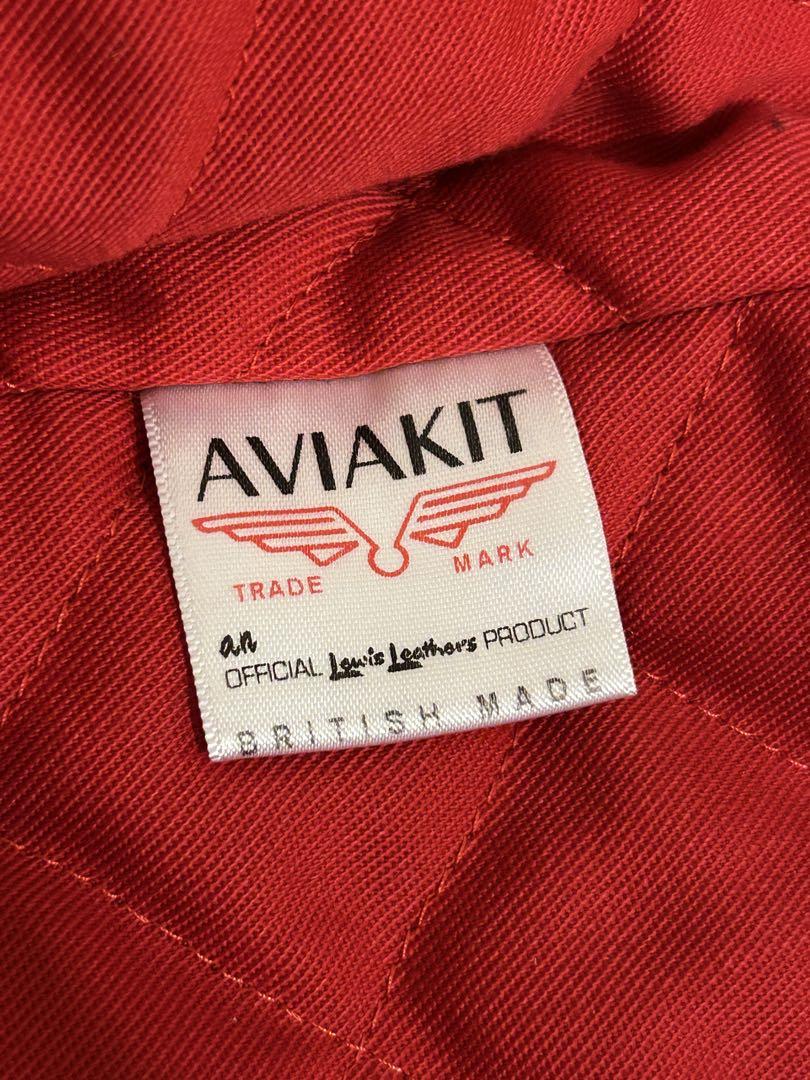 AVIAKIT
TRADE MARK
an
OFFICIAL Lewis Leathers PRODUCT
BRITISH MADE